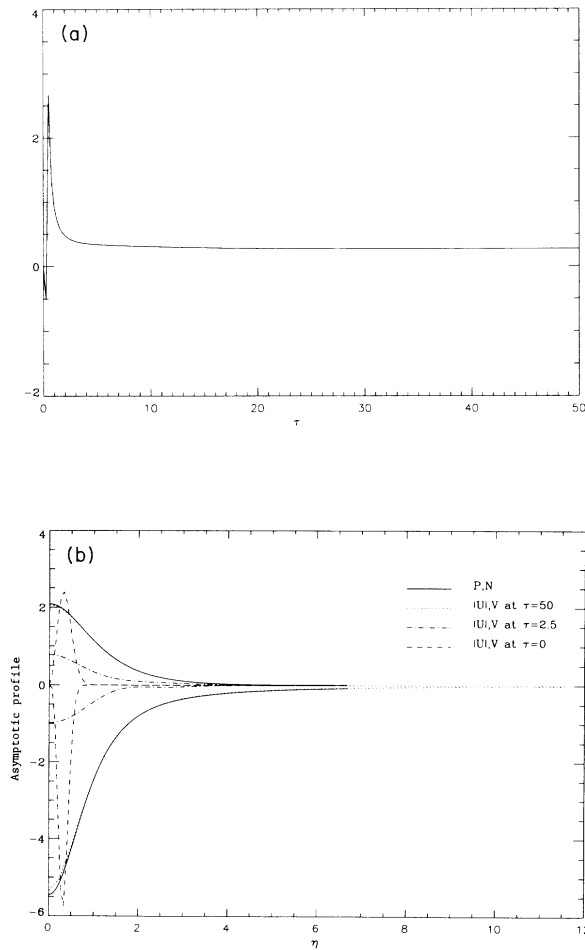 (a)
4
2
0
−2
0 10 20 30 40 50
τ
(b)
4
2
0
−2
−4
−6
Asymptotic profile
P,N
|U|,V at τ=50
|U|,V at τ=2.5
|U|,V at τ=0
0 2 4 6 8 10 12
η